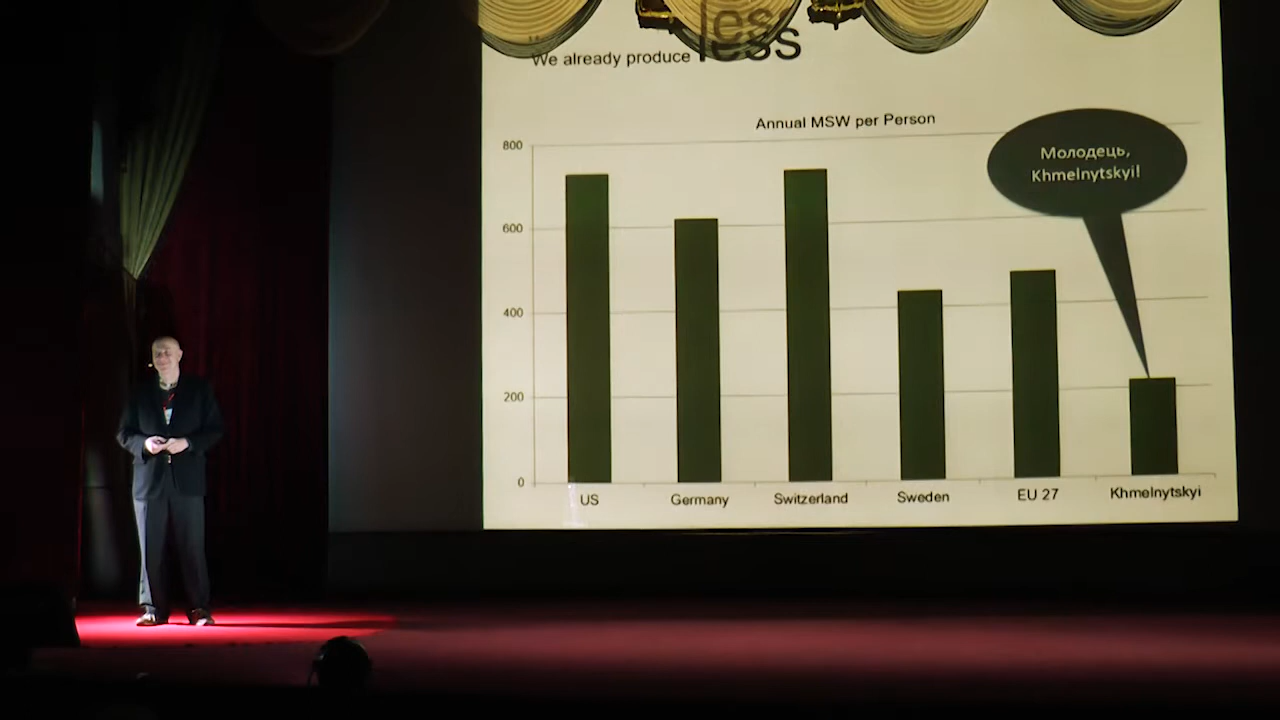 We already produce less
Annual MSW per Person
800
600
400
200
0
Молодець,
Khmelnytskyi!
US
Germany
Switzerland
Sweden
EU 27
Khmelnytskyi